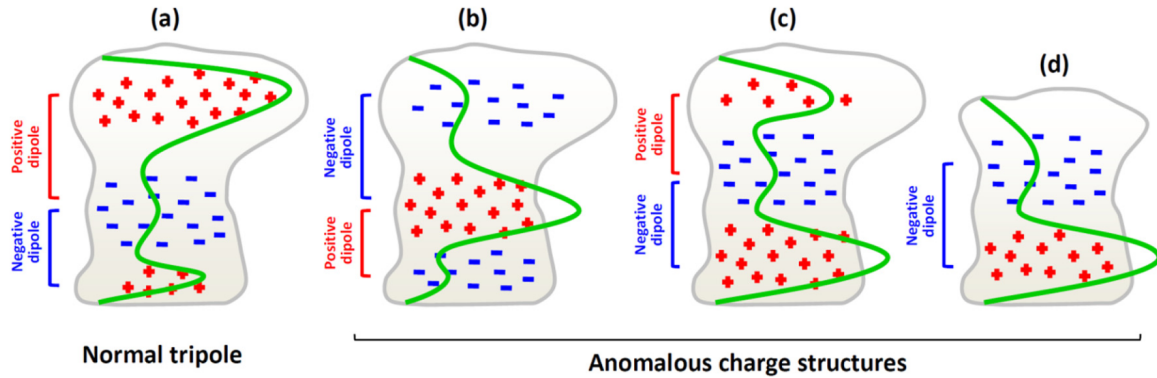 (a)
(b)
(c)
(d)
Positive
dipole
Negative
dipole
Negative
dipole
Positive
dipole
Positive
dipole
Negative
dipole
Negative
dipole
Normal tripole
Anomalous charge structures